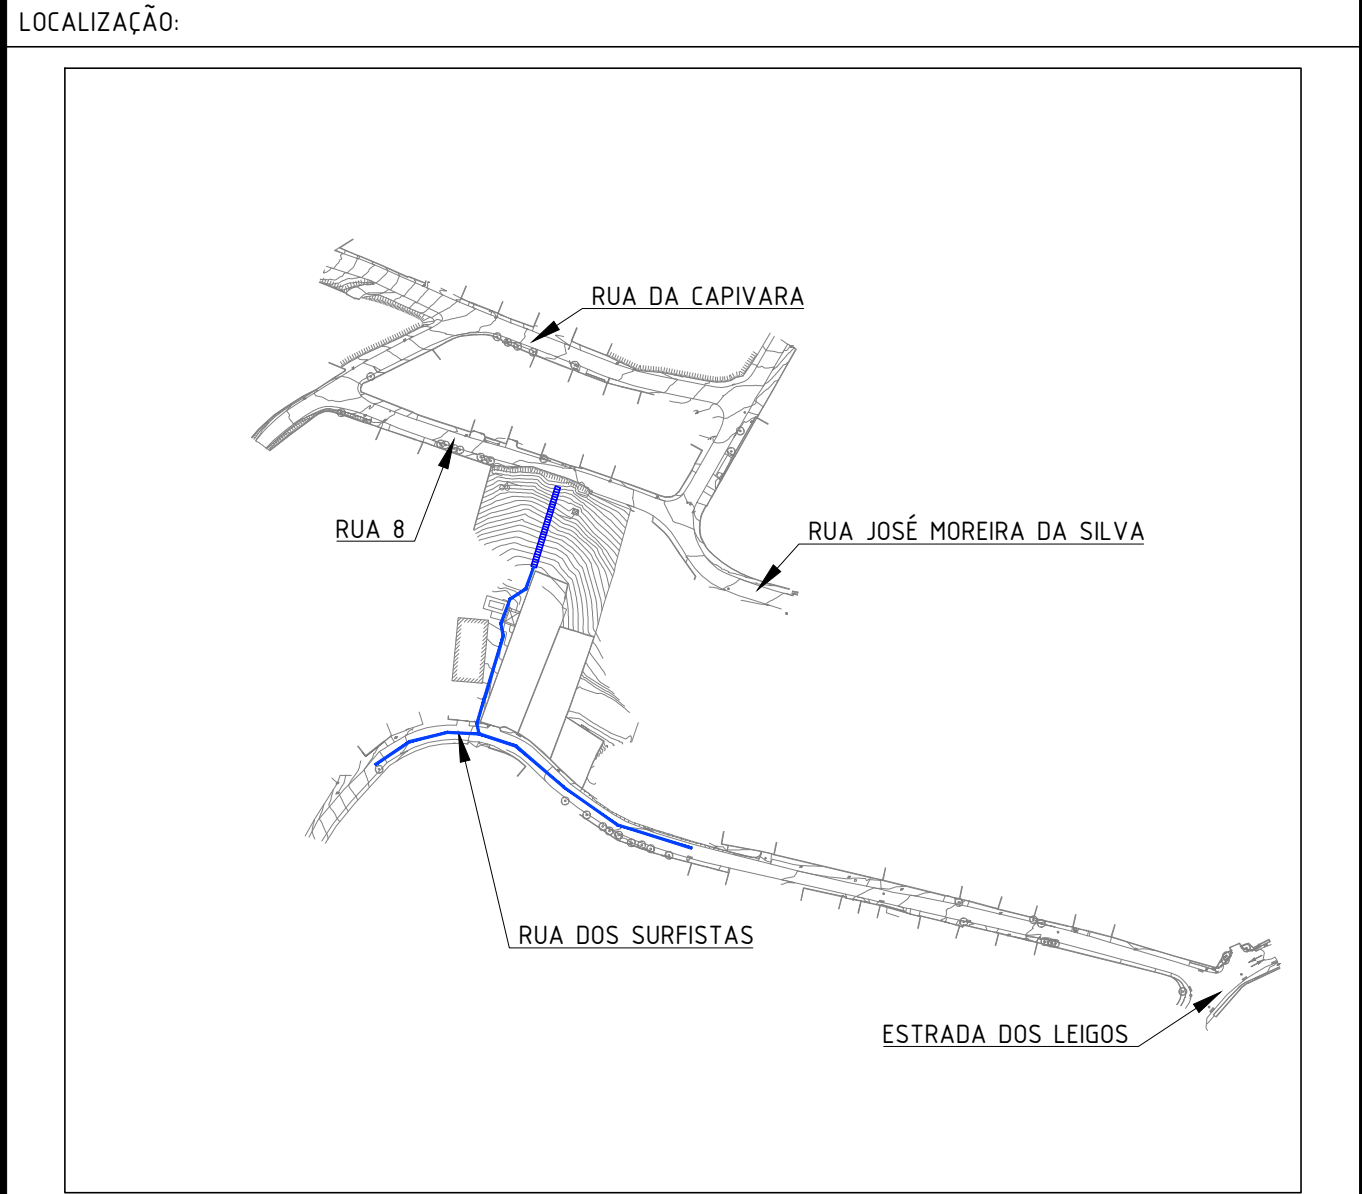 LOCALIZAÇÃO:
RUA DA CAPIVARA
RUA 8
RUA JOSÉ MOREIRA DA SILVA
RUA DOS SURFISTAS
ESTRADA DOS LEIGOS